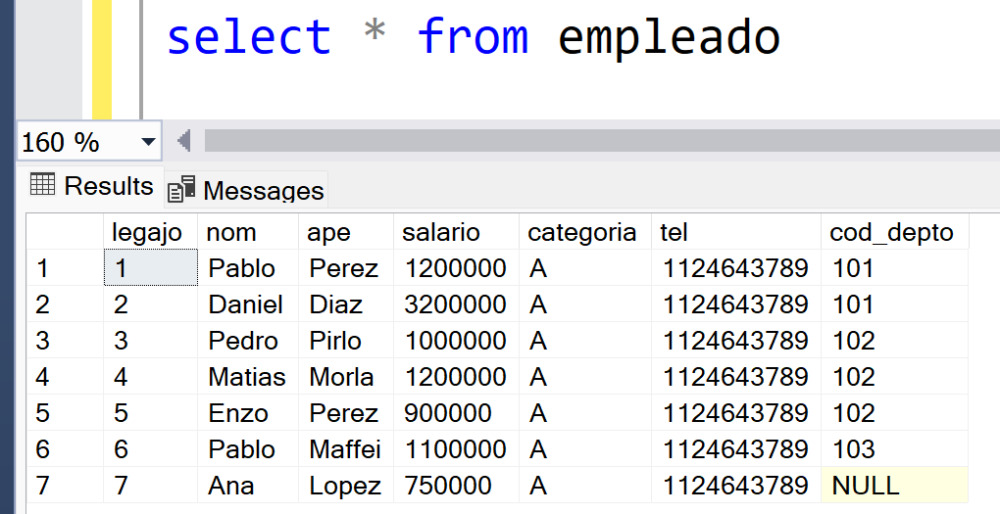 select * from empleado
160 %
Results Messages
legajo nom ape salario categoria tel cod_depto
1 1 Pablo Perez 1200000 A 1124643789 101
2 2 Daniel Diaz 3200000 A 1124643789 101
3 3 Pedro Pirlo 1000000 A 1124643789 102
4 4 Matias Morla 1200000 A 1124643789 102
5 5 Enzo Perez 900000 A 1124643789 102
6 6 Pablo Maffei 1100000 A 1124643789 103
7 7 Ana Lopez 750000 A 1124643789 NULL